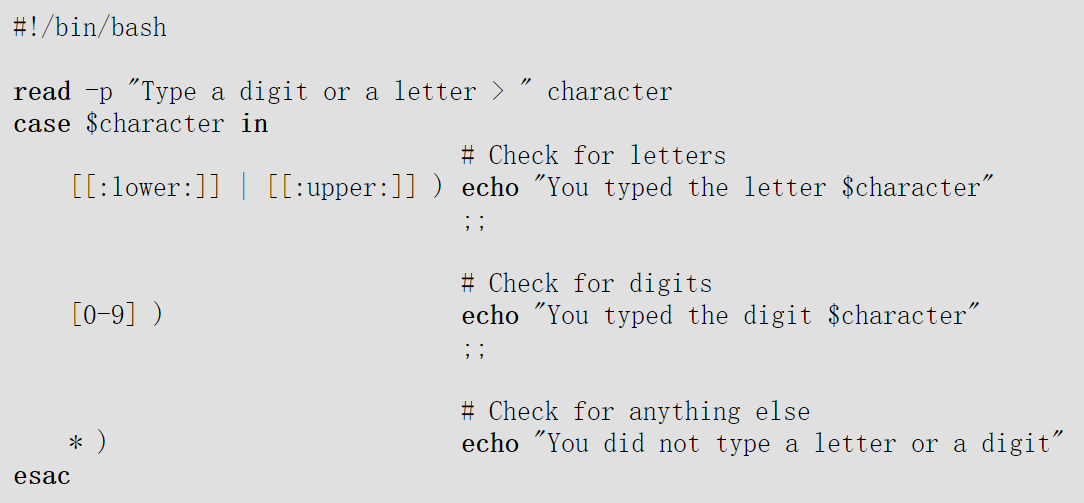 #!/bin/bash
read -p "Type a digit or a letter > " character
case $character in
# Check for letters
[[:lower:]] | [[:upper:]] ) echo "You typed the letter $character"
;;
# Check for digits
[0-9] ) echo "You typed the digit $character"
;;
# Check for anything else
* ) echo "You did not type a letter or a digit"
esac